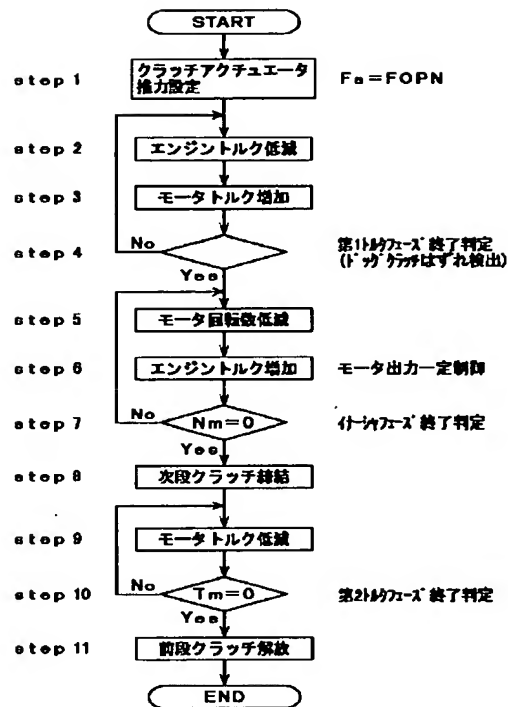 START
step 1 クラッチアクチュエータ Fa=FOPN
推力設定
step 2 エンジントルク低減
step 3 モータトルク増加
No 第1トルクフェーズ終了判定
step 4 (ドッグクラッチはずれ検出)
Yes
step 5 モータ回転数低減
step 6 エンジントルク増加 モータ出力一定制御
No
step 7 Nm=0 イナーシャフェーズ終了判定
Yes
step 8 次段クラッチ締結
step 9 モータトルク低減
No
step 10 Tm=0 第2トルクフェーズ終了判定
Yes
step 11 前段クラッチ解放
END